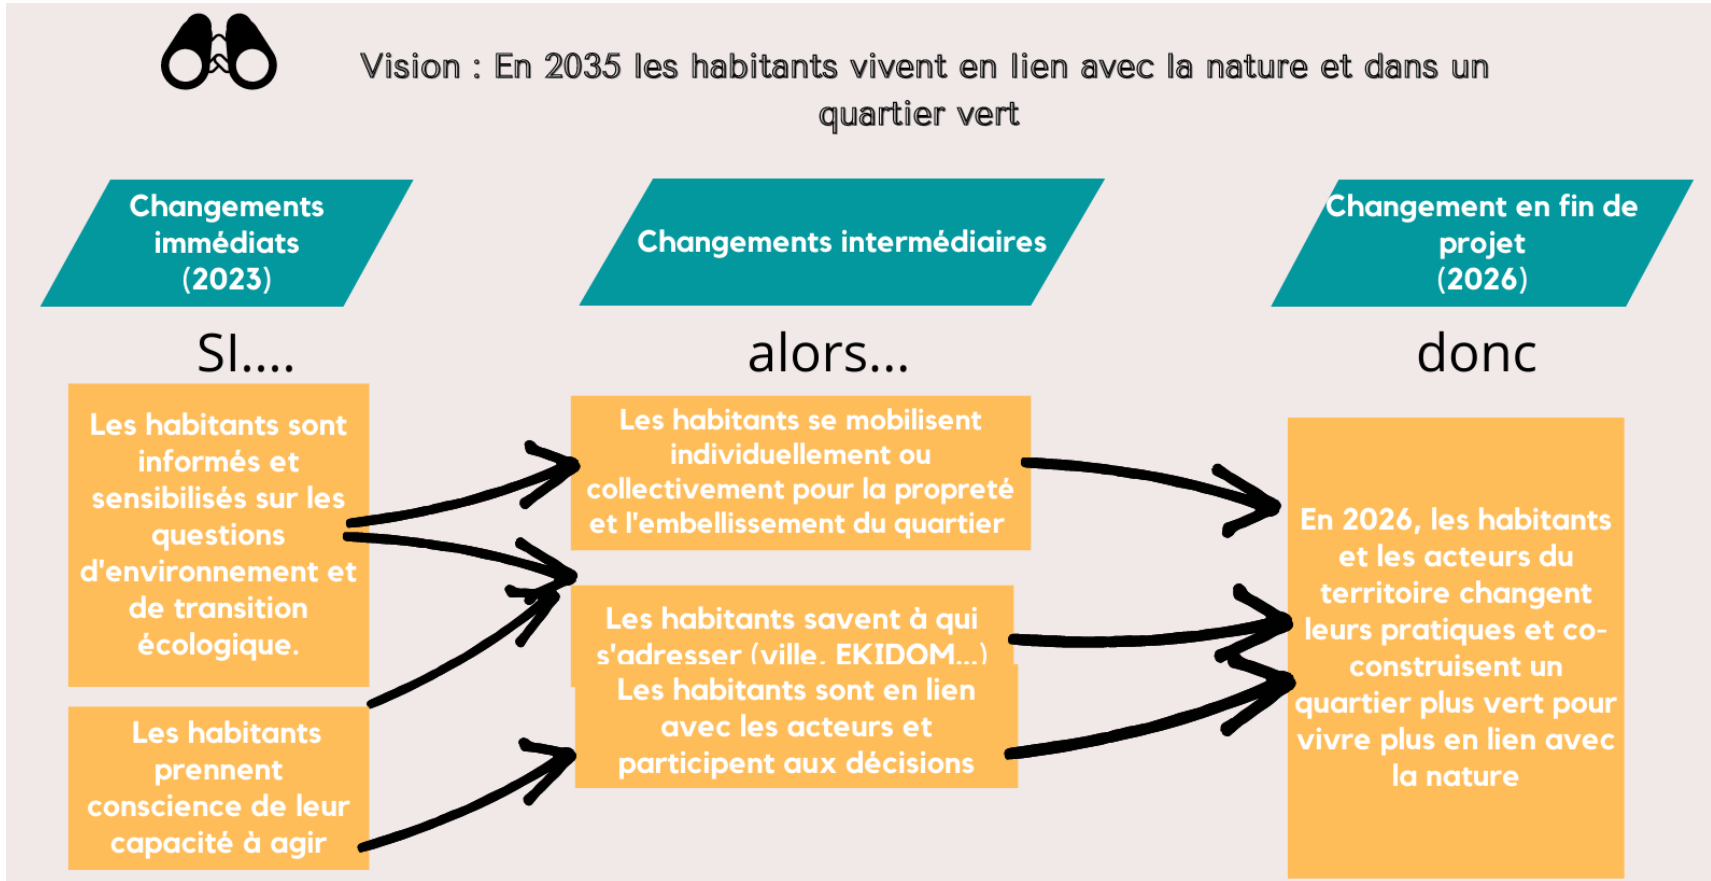 Vision : En 2035 les habitants vivent en lien avec la nature et dans un
quartier vert
Changements
immédiats
(2023)
Changements intermédiaires
Changement en fin de
projet
(2026)
SI....
alors...
donc
Les habitants sont
informés et
sensibilisés sur les
questions
d'environnement et
de transition
écologique.
Les habitants
prennent
conscience de leur
capacité à agir
Les habitants se mobilisent
individuellement ou
collectivement pour la propreté
et l'embellissement du quartier
Les habitants savent à qui
s'adresser (ville, EKIDOM...)
Les habitants sont en lien
avec les acteurs et
participent aux décisions
En 2026, les habitants
et les acteurs du
territoire changent
leurs pratiques et co-
construisent un
quartier plus vert pour
vivre plus en lien avec
la nature